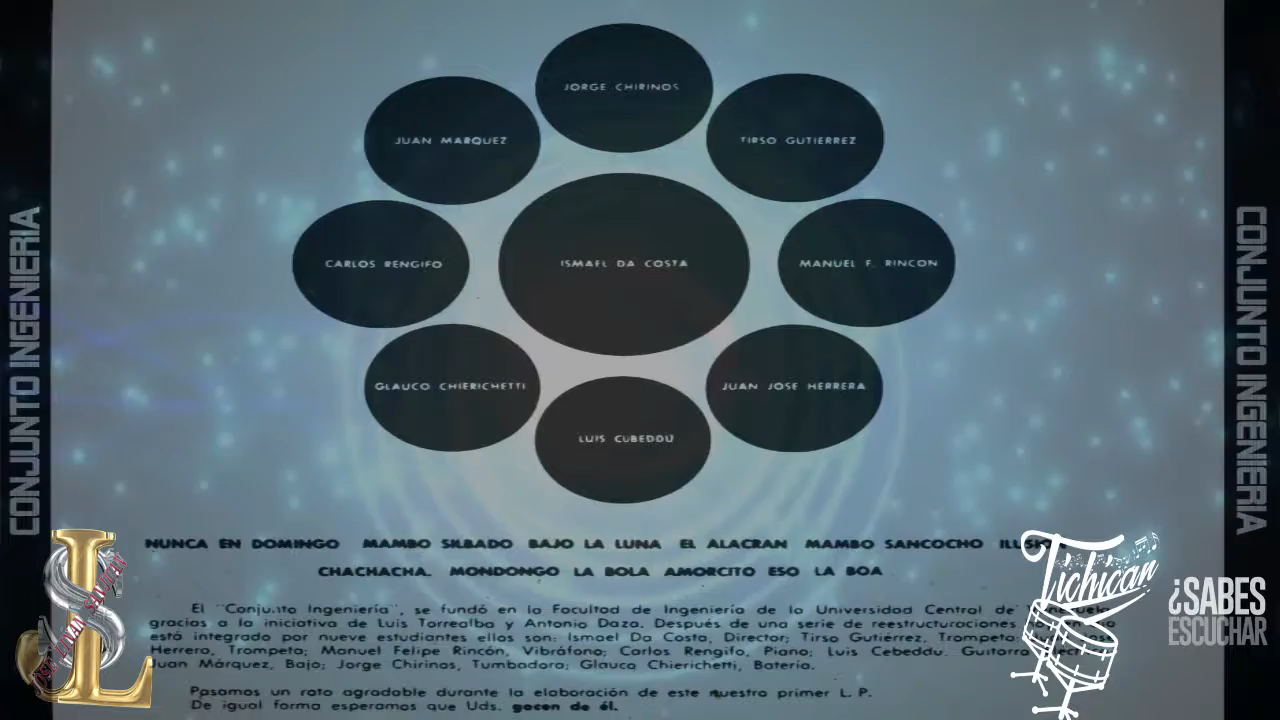 JORGE CHIRINOS
JUAN MARQUEZ
TIRSO GUTIERREZ
CARLOS RENGIFO
ISMAEL DA COSTA
MANUEL F. RINCON
GLAUCO CHIERICHETTI
JUAN JOSE HERRERA
LUIS CUBEDDU
CONJUNTO INGENIERIA
CONJUNTO INGENIERIA
NUNCA EN DOMINGO MAMBO SILBADO BAJO LA LUNA EL ALACRAN MAMBO SANCOCHO
CHACHACHA. MONDONGO LA BOLA AMORCITO ESO LA BOA
El "Conjunto Ingeniería", se fundó en la Facultad de Ingeniería de la Universidad Central de
gracias a la iniciativa de Luis Torrealba y Antonio Daza. Después de una serie de reestructuraciones
está integrado por nueve estudiantes ellos son: Ismael Da Costa, Director; Tirso Gutiérrez, Trompeta
Herrero, Trompeta; Manuel Felipe Rincón, Vibráfono; Carlos Rengifo, Piano; Luis Cebeddu. Guitarra
Juan Márquez, Bajo; Jorge Chirinos, Tumbadora; Glauco Chierichetti, Batería.
Pasamos un rato agradable durante la elaboración de este nuestro primer L. P.
De igual forma esperamos que Uds. gocen de él.
LS
Tichican
¿SABES
ESCUCHAR